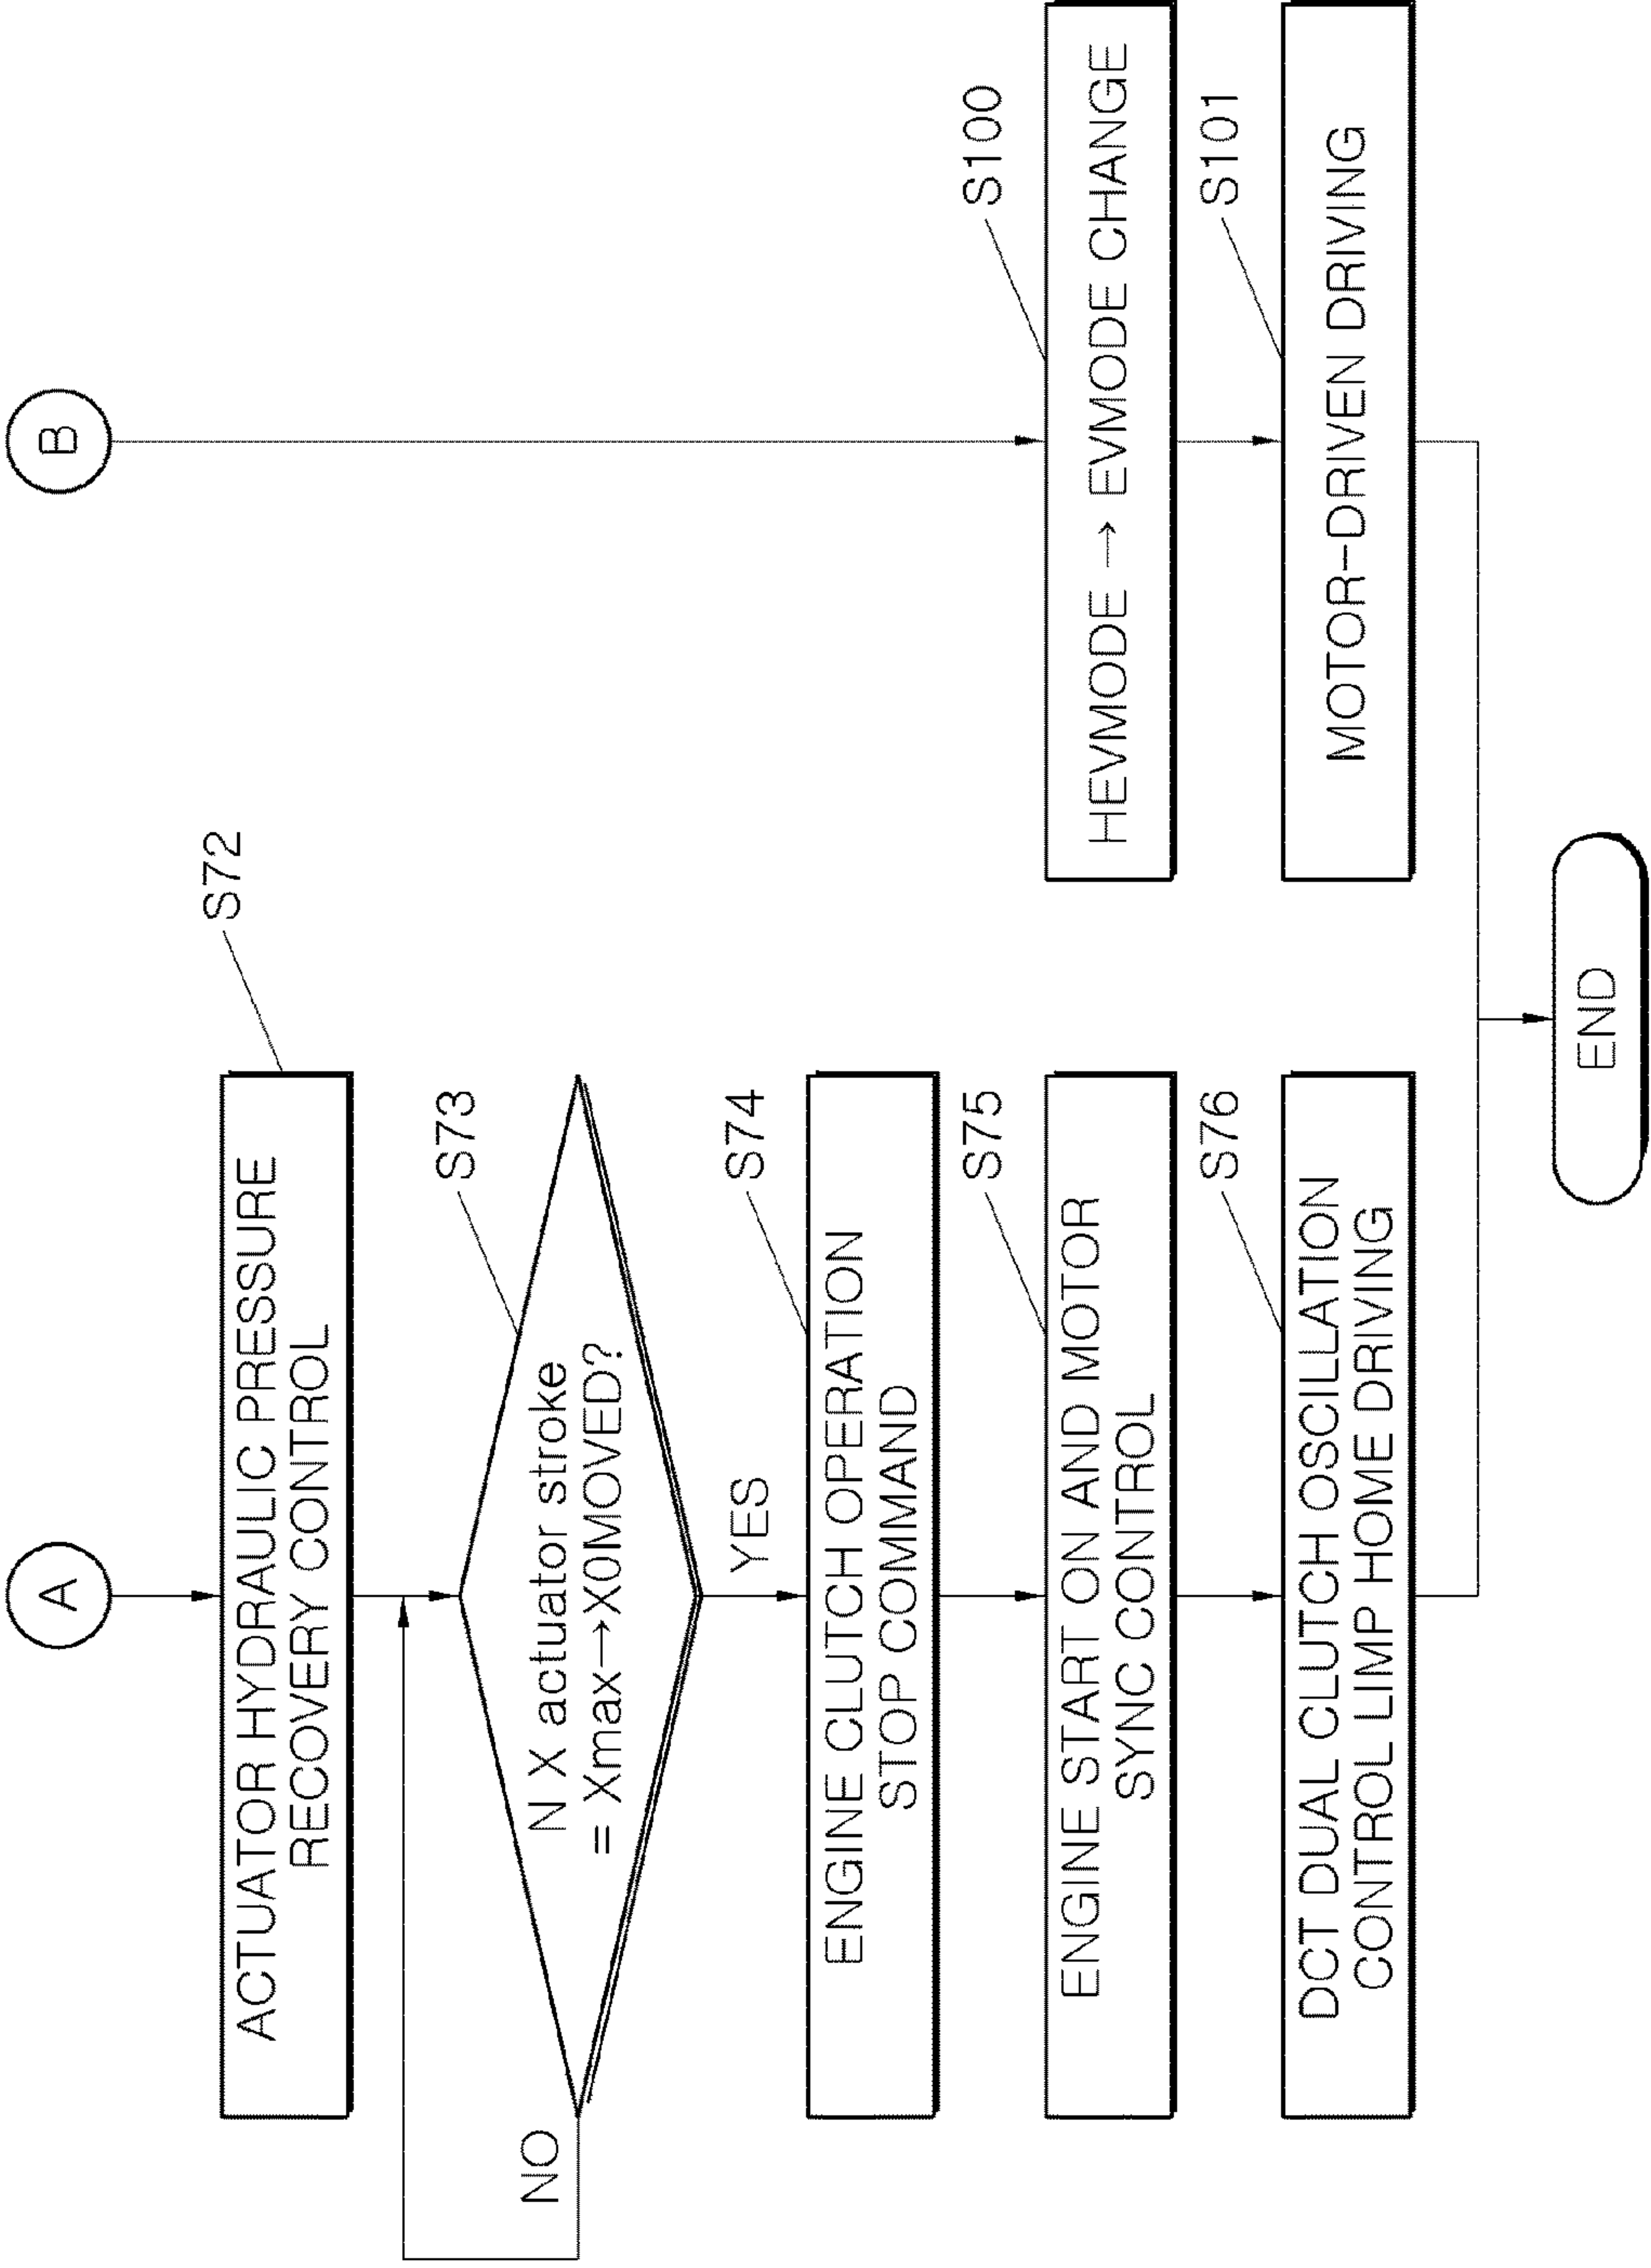 A
S72
ACTUATOR HYDRAULIC PRESSURE
RECOVERY CONTROL
S73
N X actuator stroke
= Xmax→X0MOVED?
NO
YES
S74
ENGINE CLUTCH OPERATION
STOP COMMAND
S75
ENGINE START ON AND MOTOR
SYNC CONTROL
S76
DCT DUAL CLUTCH OSCILLATION
CONTROL LIMP HOME DRIVING
B
S100
HEVMODE → EVMODE CHANGE
S101
MOTOR-DRIVEN DRIVING
END